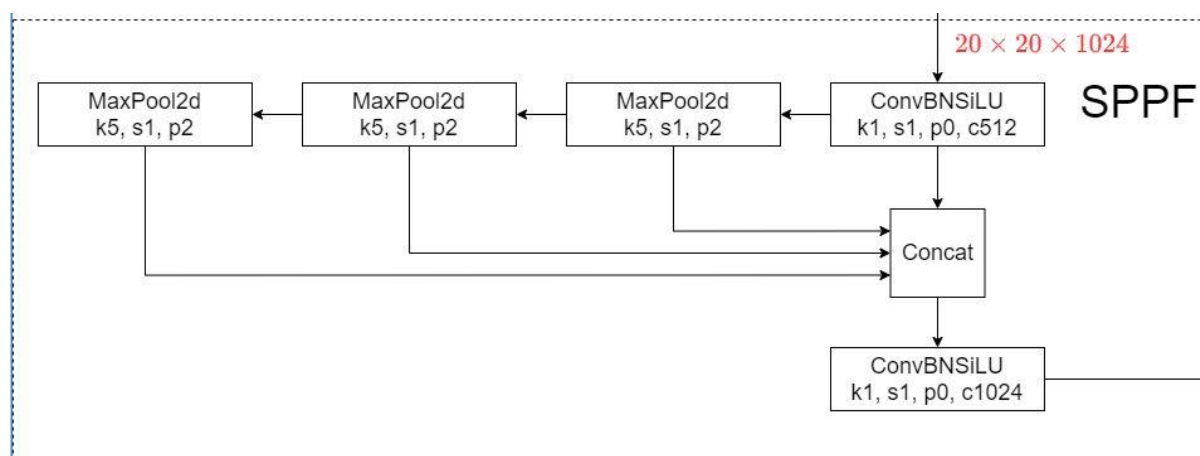 20 × 20 × 1024
SPPF
MaxPool2d
k5, s1, p2
MaxPool2d
k5, s1, p2
MaxPool2d
k5, s1, p2
ConvBNSiLU
k1, s1, p0, c512
Concat
ConvBNSiLU
k1, s1, p0, c1024